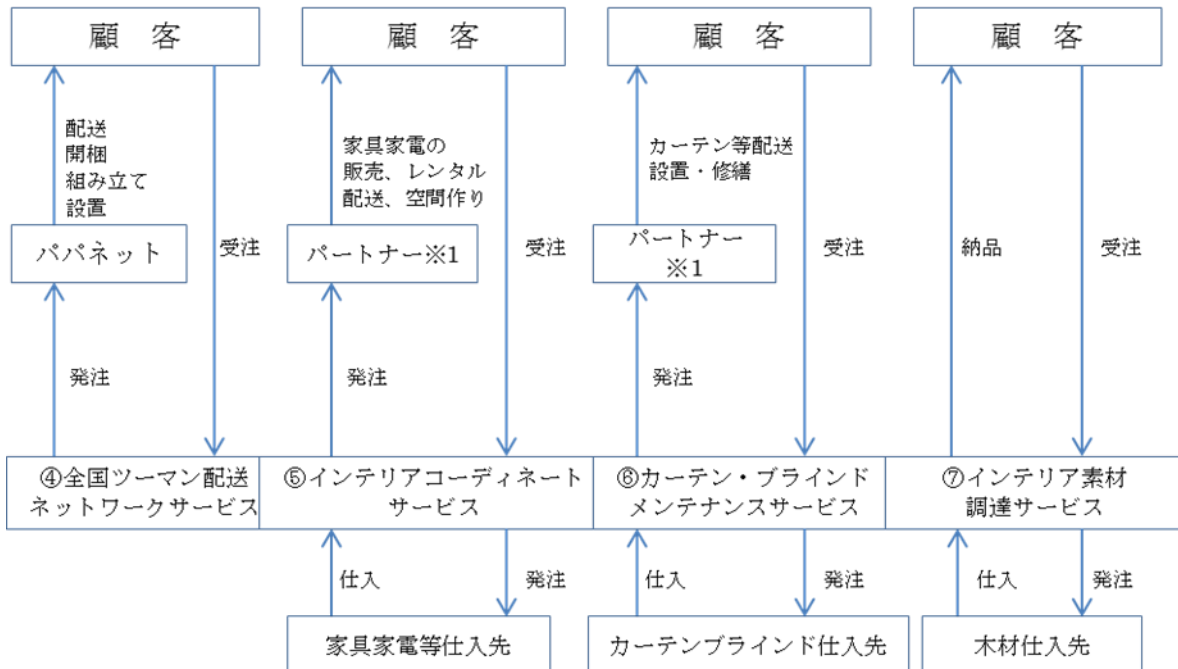 顧　客
顧　客
顧　客
顧　客
配送
開梱
組み立て
設置
家具家電の
販売、レンタル
配送、空間作り
カーテン等配送
設置・修繕
パパネット
受注
パートナー※1
受注
パートナー
※1
受注
納品
受注
発注
発注
発注
④全国ツーマン配送
ネットワークサービス
⑤インテリアコーディネート
サービス
⑥カーテン・ブラインド
メンテナンスサービス
⑦インテリア素材
調達サービス
仕入
発注
仕入
発注
仕入
発注
家具家電等仕入先
カーテンブラインド仕入先
木材仕入先